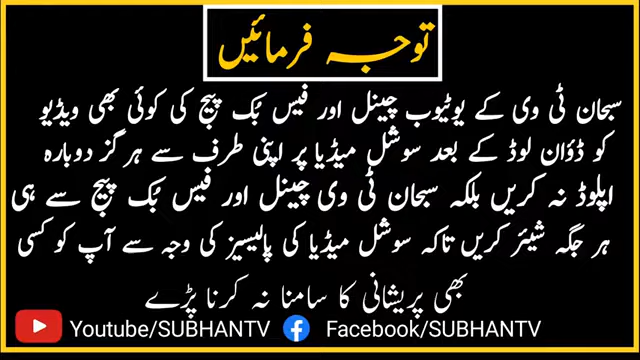 توجہ فرمائیں
سبحان ٹی وی کے یوٹیوب چینل اور فیس بُک پیج کی کوئی بھی ویڈیو
کو ڈاؤن لوڈ کے بعد سوشل میڈیا پر اپنی طرف سے ہر گز دوبارہ
اپلوڈ نہ کریں بلکہ سبحان ٹی وی چینل اور فیس بُک پیج سے ہی
ہر جگہ شیئر کریں تاکہ سوشل میڈیا کی پالیسیز کی وجہ سے آپ کو کسی
بھی پریشانی کا سامنا نہ کرنا پڑے
Youtube/SUBHANTV Facebook/SUBHANTV